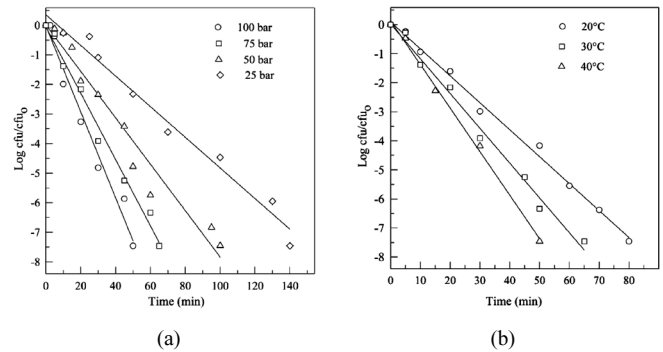 (a)
100 bar
75 bar
50 bar
25 bar
Log cfu/cfu₀
0
-1
-2
-3
-4
-5
-6
-7
-8
0 20 40 60 80 100 120 140
Time (min)
(a)
(b)
20°C
30°C
40°C
Log cfu/cfu₀
0
-1
-2
-3
-4
-5
-6
-7
-8
0 10 20 30 40 50 60 70 80
Time (min)
(b)